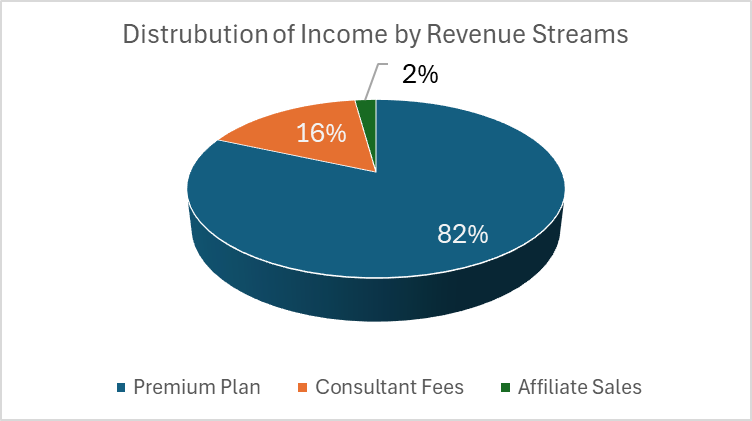 Distrubution of Income by Revenue Streams
2%
16%
82%
Premium Plan Consultant Fees Affiliate Sales